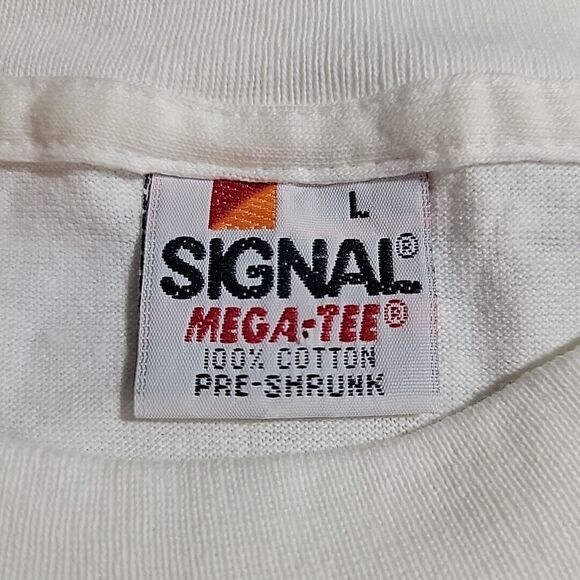 L
SIGNAL®
MEGA-TEE®
100% COTTON
PRE-SHRUNK